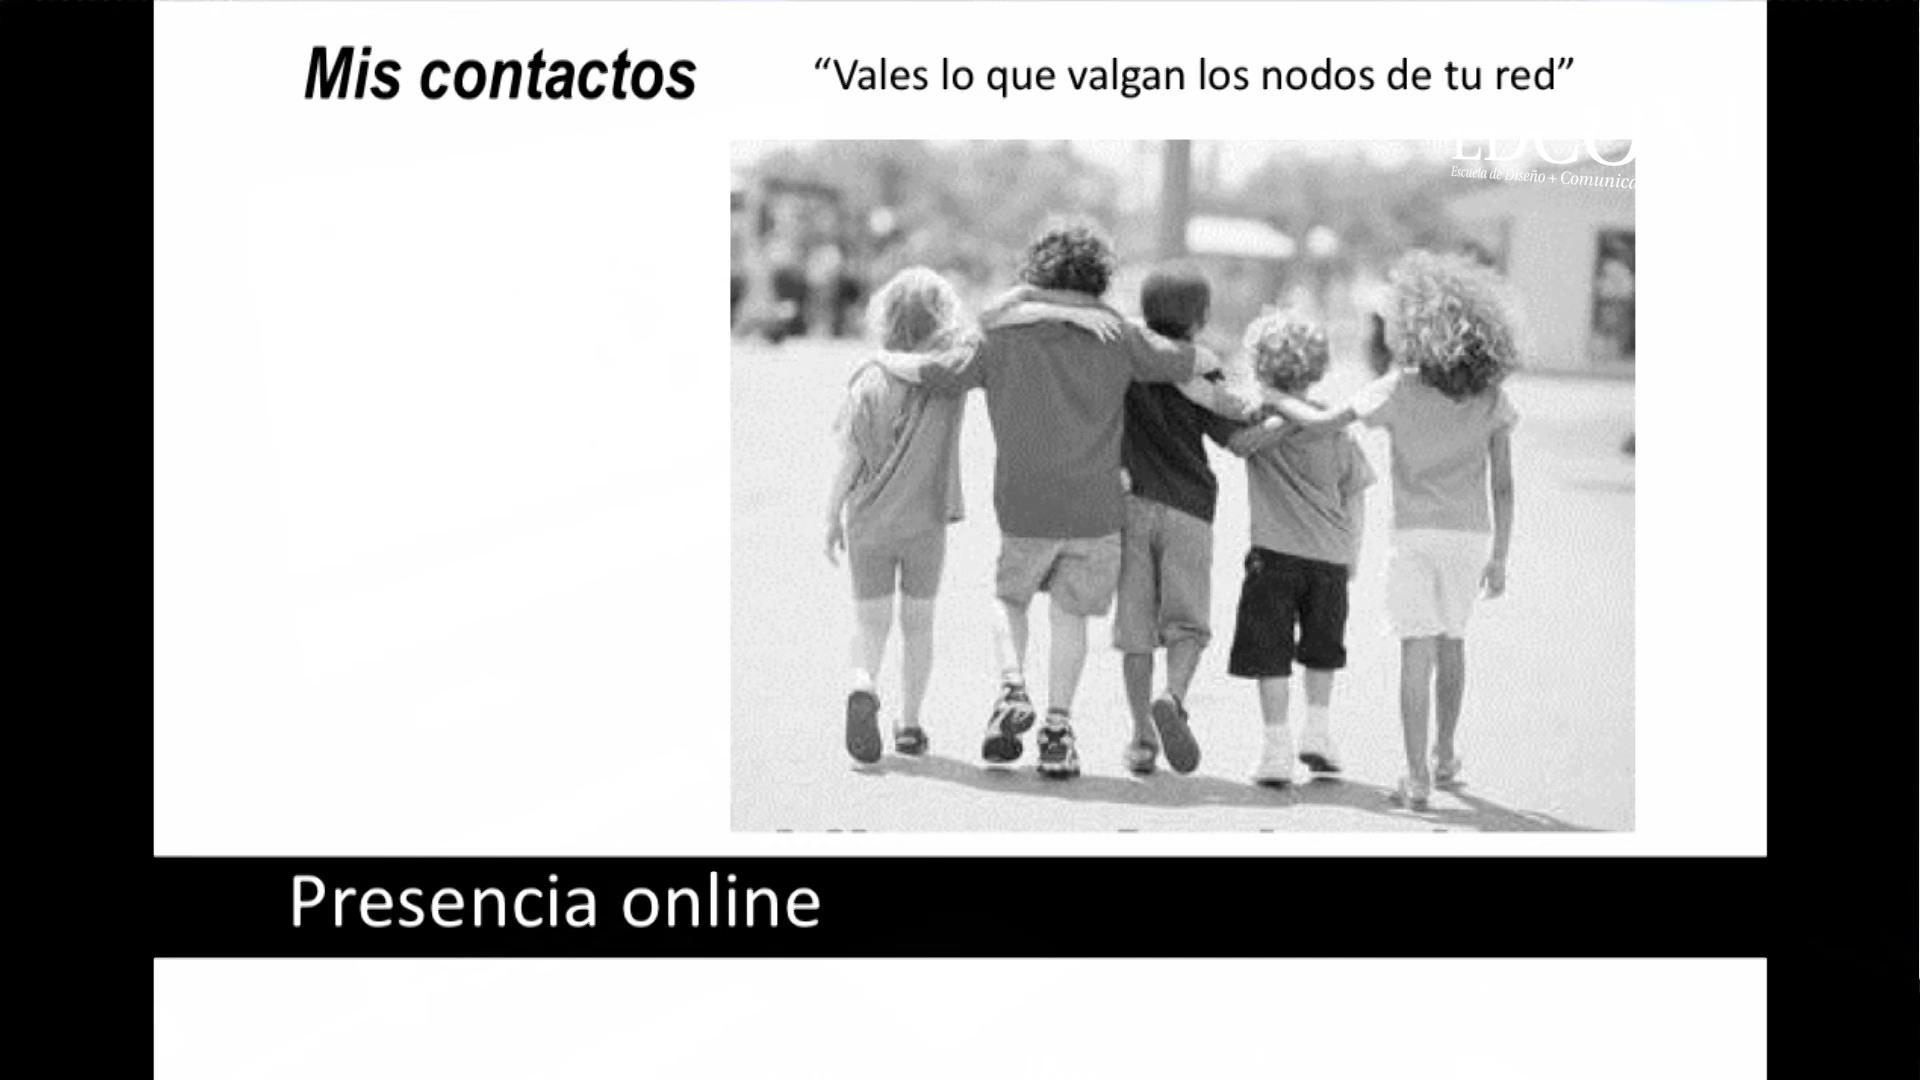 Mis contactos
“Vales lo que valgan los nodos de tu red”
Escuela de Diseño + Comunica
Presencia online